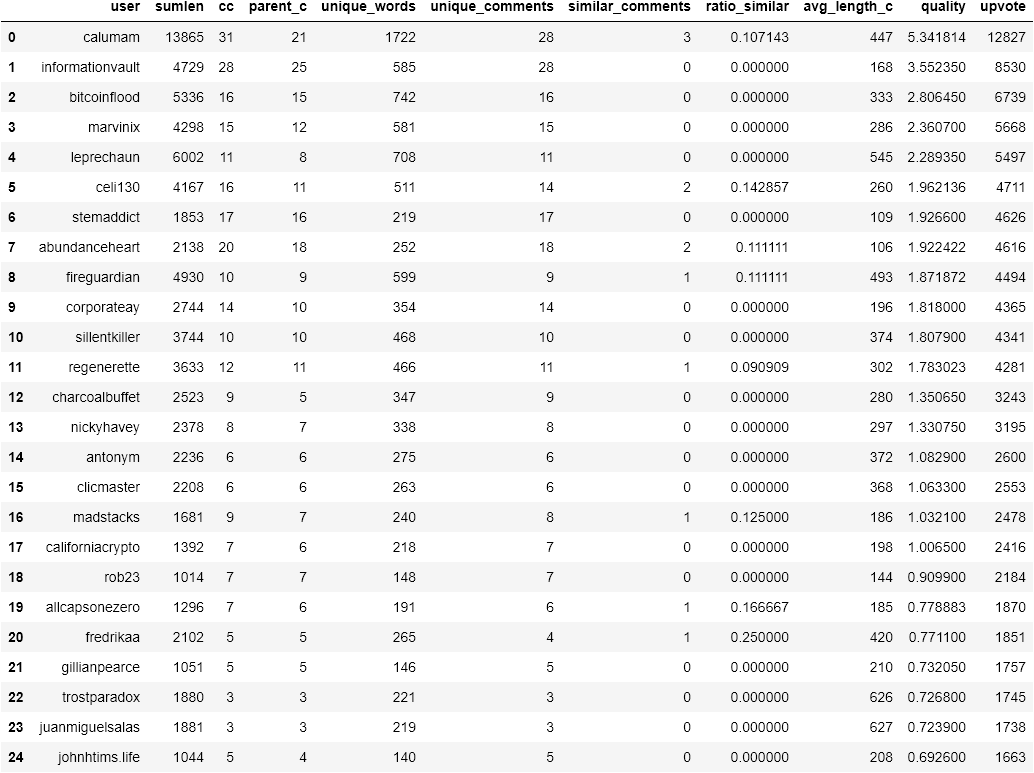 user sumlen cc parent_c unique_words unique_comments similar_comments ratio_similar avg_length_c quality upvote
0 calumam 13865 31 21 1722 28 3 0.107143 447 5.341814 12827
1 informationvault 4729 28 25 585 28 0 0.000000 168 3.552350 8530
2 bitcoinflood 5336 16 15 742 16 0 0.000000 333 2.806450 6739
3 marvinix 4298 15 12 581 15 0 0.000000 286 2.360700 5668
4 leprechaun 6002 11 8 708 11 0 0.000000 545 2.289350 5497
5 celi130 4167 16 11 511 14 2 0.142857 260 1.962136 4711
6 stemaddict 1853 17 16 219 17 0 0.000000 109 1.926600 4626
7 abundanceheart 2138 20 18 252 18 2 0.111111 106 1.922422 4616
8 fireguardian 4930 10 9 599 9 1 0.111111 493 1.871872 4494
9 corporateay 2744 14 10 354 14 0 0.000000 196 1.818000 4365
10 sillentkiller 3744 10 10 468 10 0 0.000000 374 1.807900 4341
11 regenerette 3633 12 11 466 11 1 0.090909 302 1.783023 4281
12 charcoalbuffet 2523 9 5 347 9 0 0.000000 280 1.350650 3243
13 nickyhavey 2378 8 7 338 8 0 0.000000 297 1.330750 3195
14 antonym 2236 6 6 275 6 0 0.000000 372 1.082900 2600
15 clicmaster 2208 6 6 263 6 0 0.000000 368 1.063300 2553
16 madstacks 1681 9 7 240 8 1 0.125000 186 1.032100 2478
17 californiacrypto 1392 7 6 218 7 0 0.000000 198 1.006500 2416
18 rob23 1014 7 7 148 7 0 0.000000 144 0.909900 2184
19 allcapsonezero 1296 7 6 191 6 1 0.166667 185 0.778883 1870
20 fredrikaa 2102 5 5 265 4 1 0.250000 420 0.771100 1851
21 gillianpearce 1051 5 5 146 5 0 0.000000 210 0.732050 1757
22 trostparadox 1880 3 3 221 3 0 0.000000 626 0.726800 1745
23 juanmiguelsalas 1881 3 3 219 3 0 0.000000 627 0.723900 1738
24 johnhtims.life 1044 5 4 140 5 0 0.000000 208 0.692600 1663